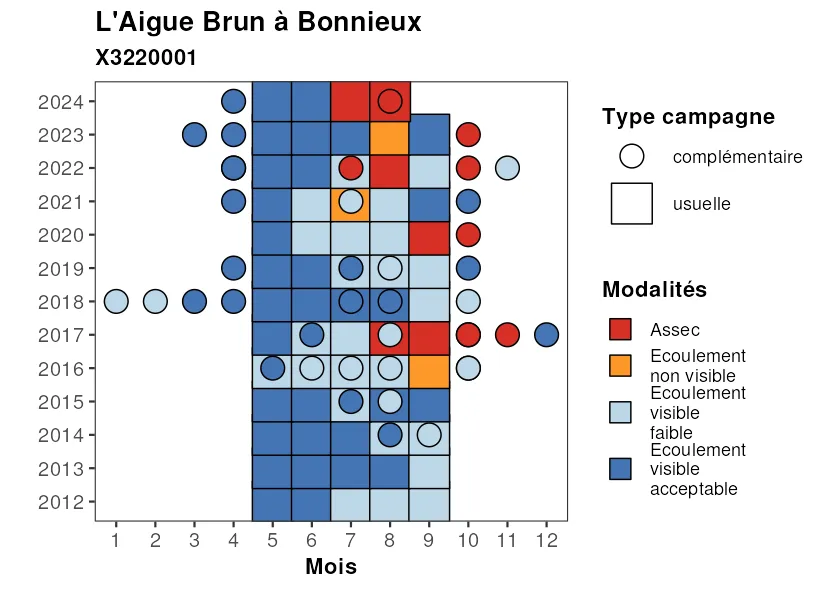 L'Aigue Brun à Bonnieux
X3220001
2024
2023
2022
2021
2020
2019
2018
2017
2016
2015
2014
2013
2012
1 2 3 4 5 6 7 8 9 10 11 12
Mois
Type campagne
complémentaire
usuelle
Modalités
Assec
Ecoulement
non visible
Ecoulement
visible
faible
Ecoulement
visible
acceptable